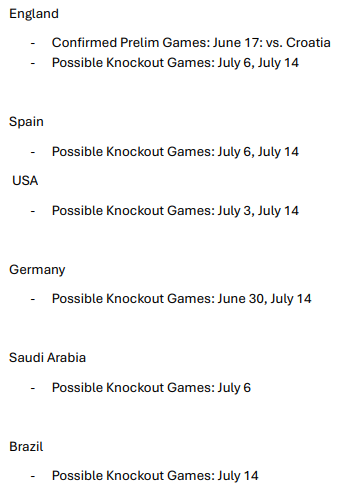 England
- Confirmed Prelim Games: June 17: vs. Croatia
- Possible Knockout Games: July 6, July 14
Spain
- Possible Knockout Games: July 6, July 14
USA
- Possible Knockout Games: July 3, July 14
Germany
- Possible Knockout Games: June 30, July 14
Saudi Arabia
- Possible Knockout Games: July 6
Brazil
- Possible Knockout Games: July 14